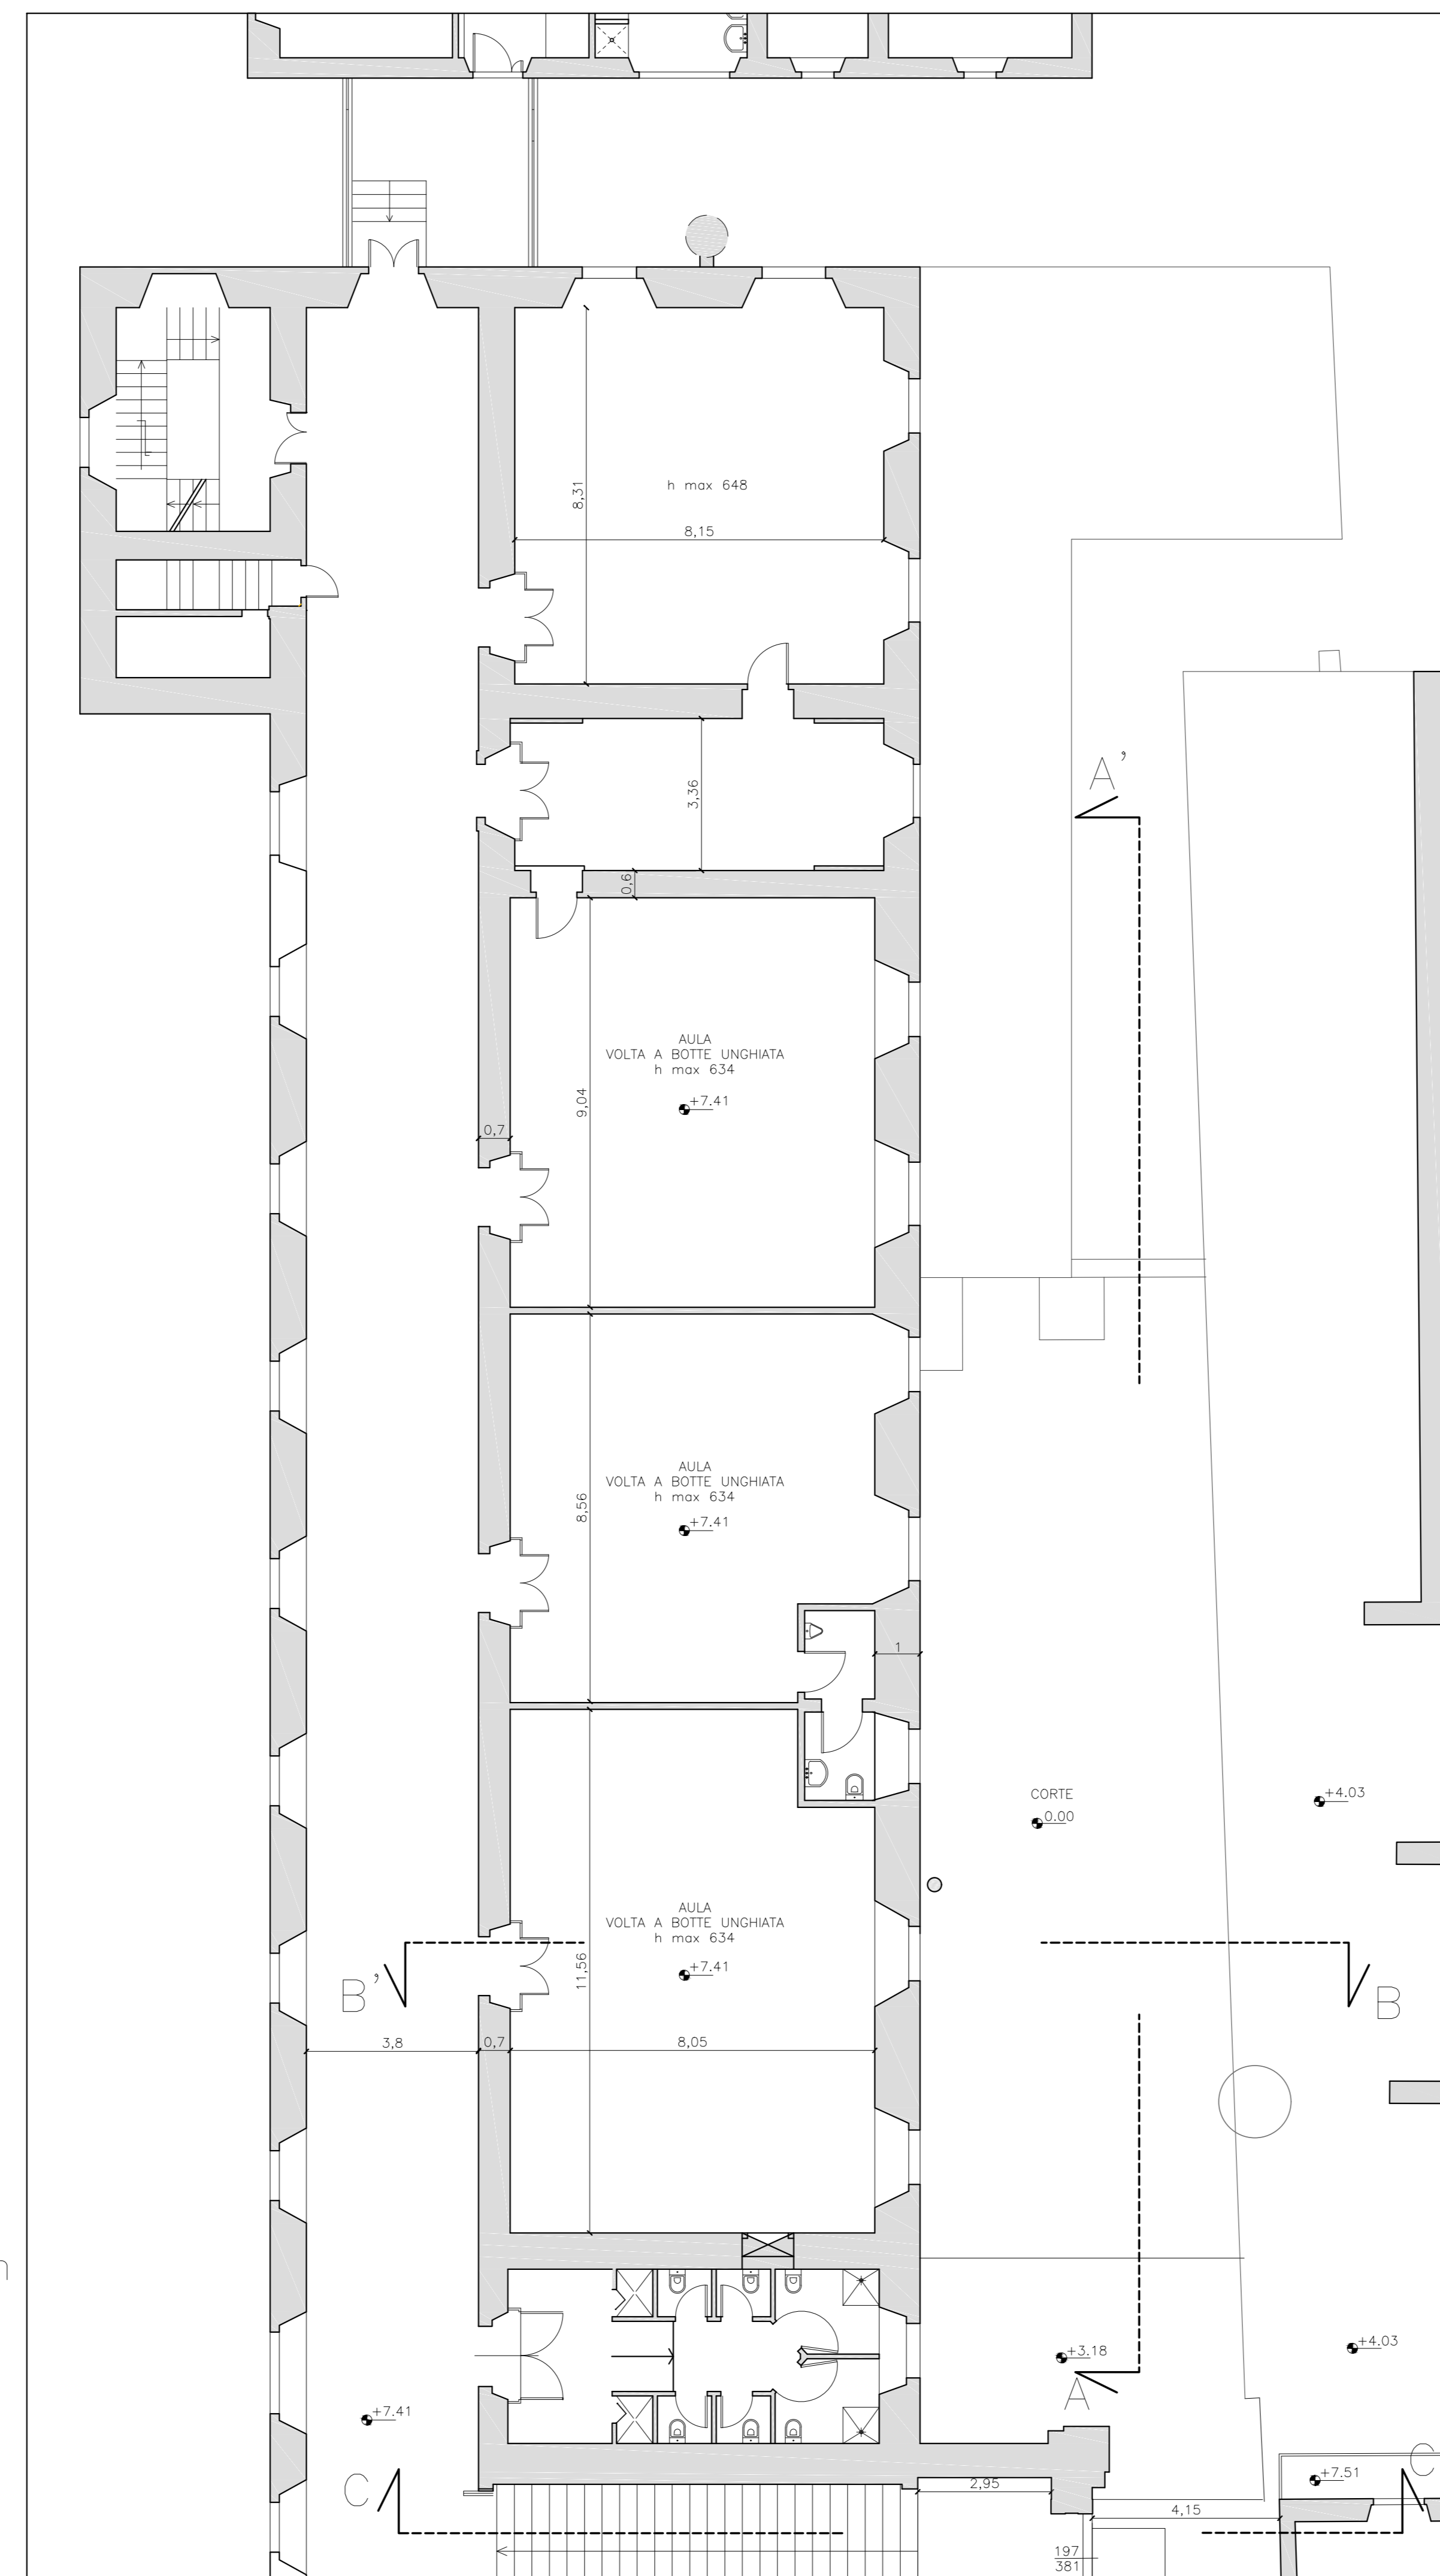 8,31
h max 648
8,15
A'
3,36
0,6
AULA
VOLTA A BOTTE UNGHIATA
h max 634
+7.41
9,04
0,7
AULA
VOLTA A BOTTE UNGHIATA
h max 634
+7.41
8,56
1
CORTE
0.00
+4.03
AULA
VOLTA A BOTTE UNGHIATA
h max 634
+7.41
11,56
B'
B
3,8
0,7
8,05
+3.18
+4.03
A
+7.41
C
C
+7.51
2,95
4,15
197
381